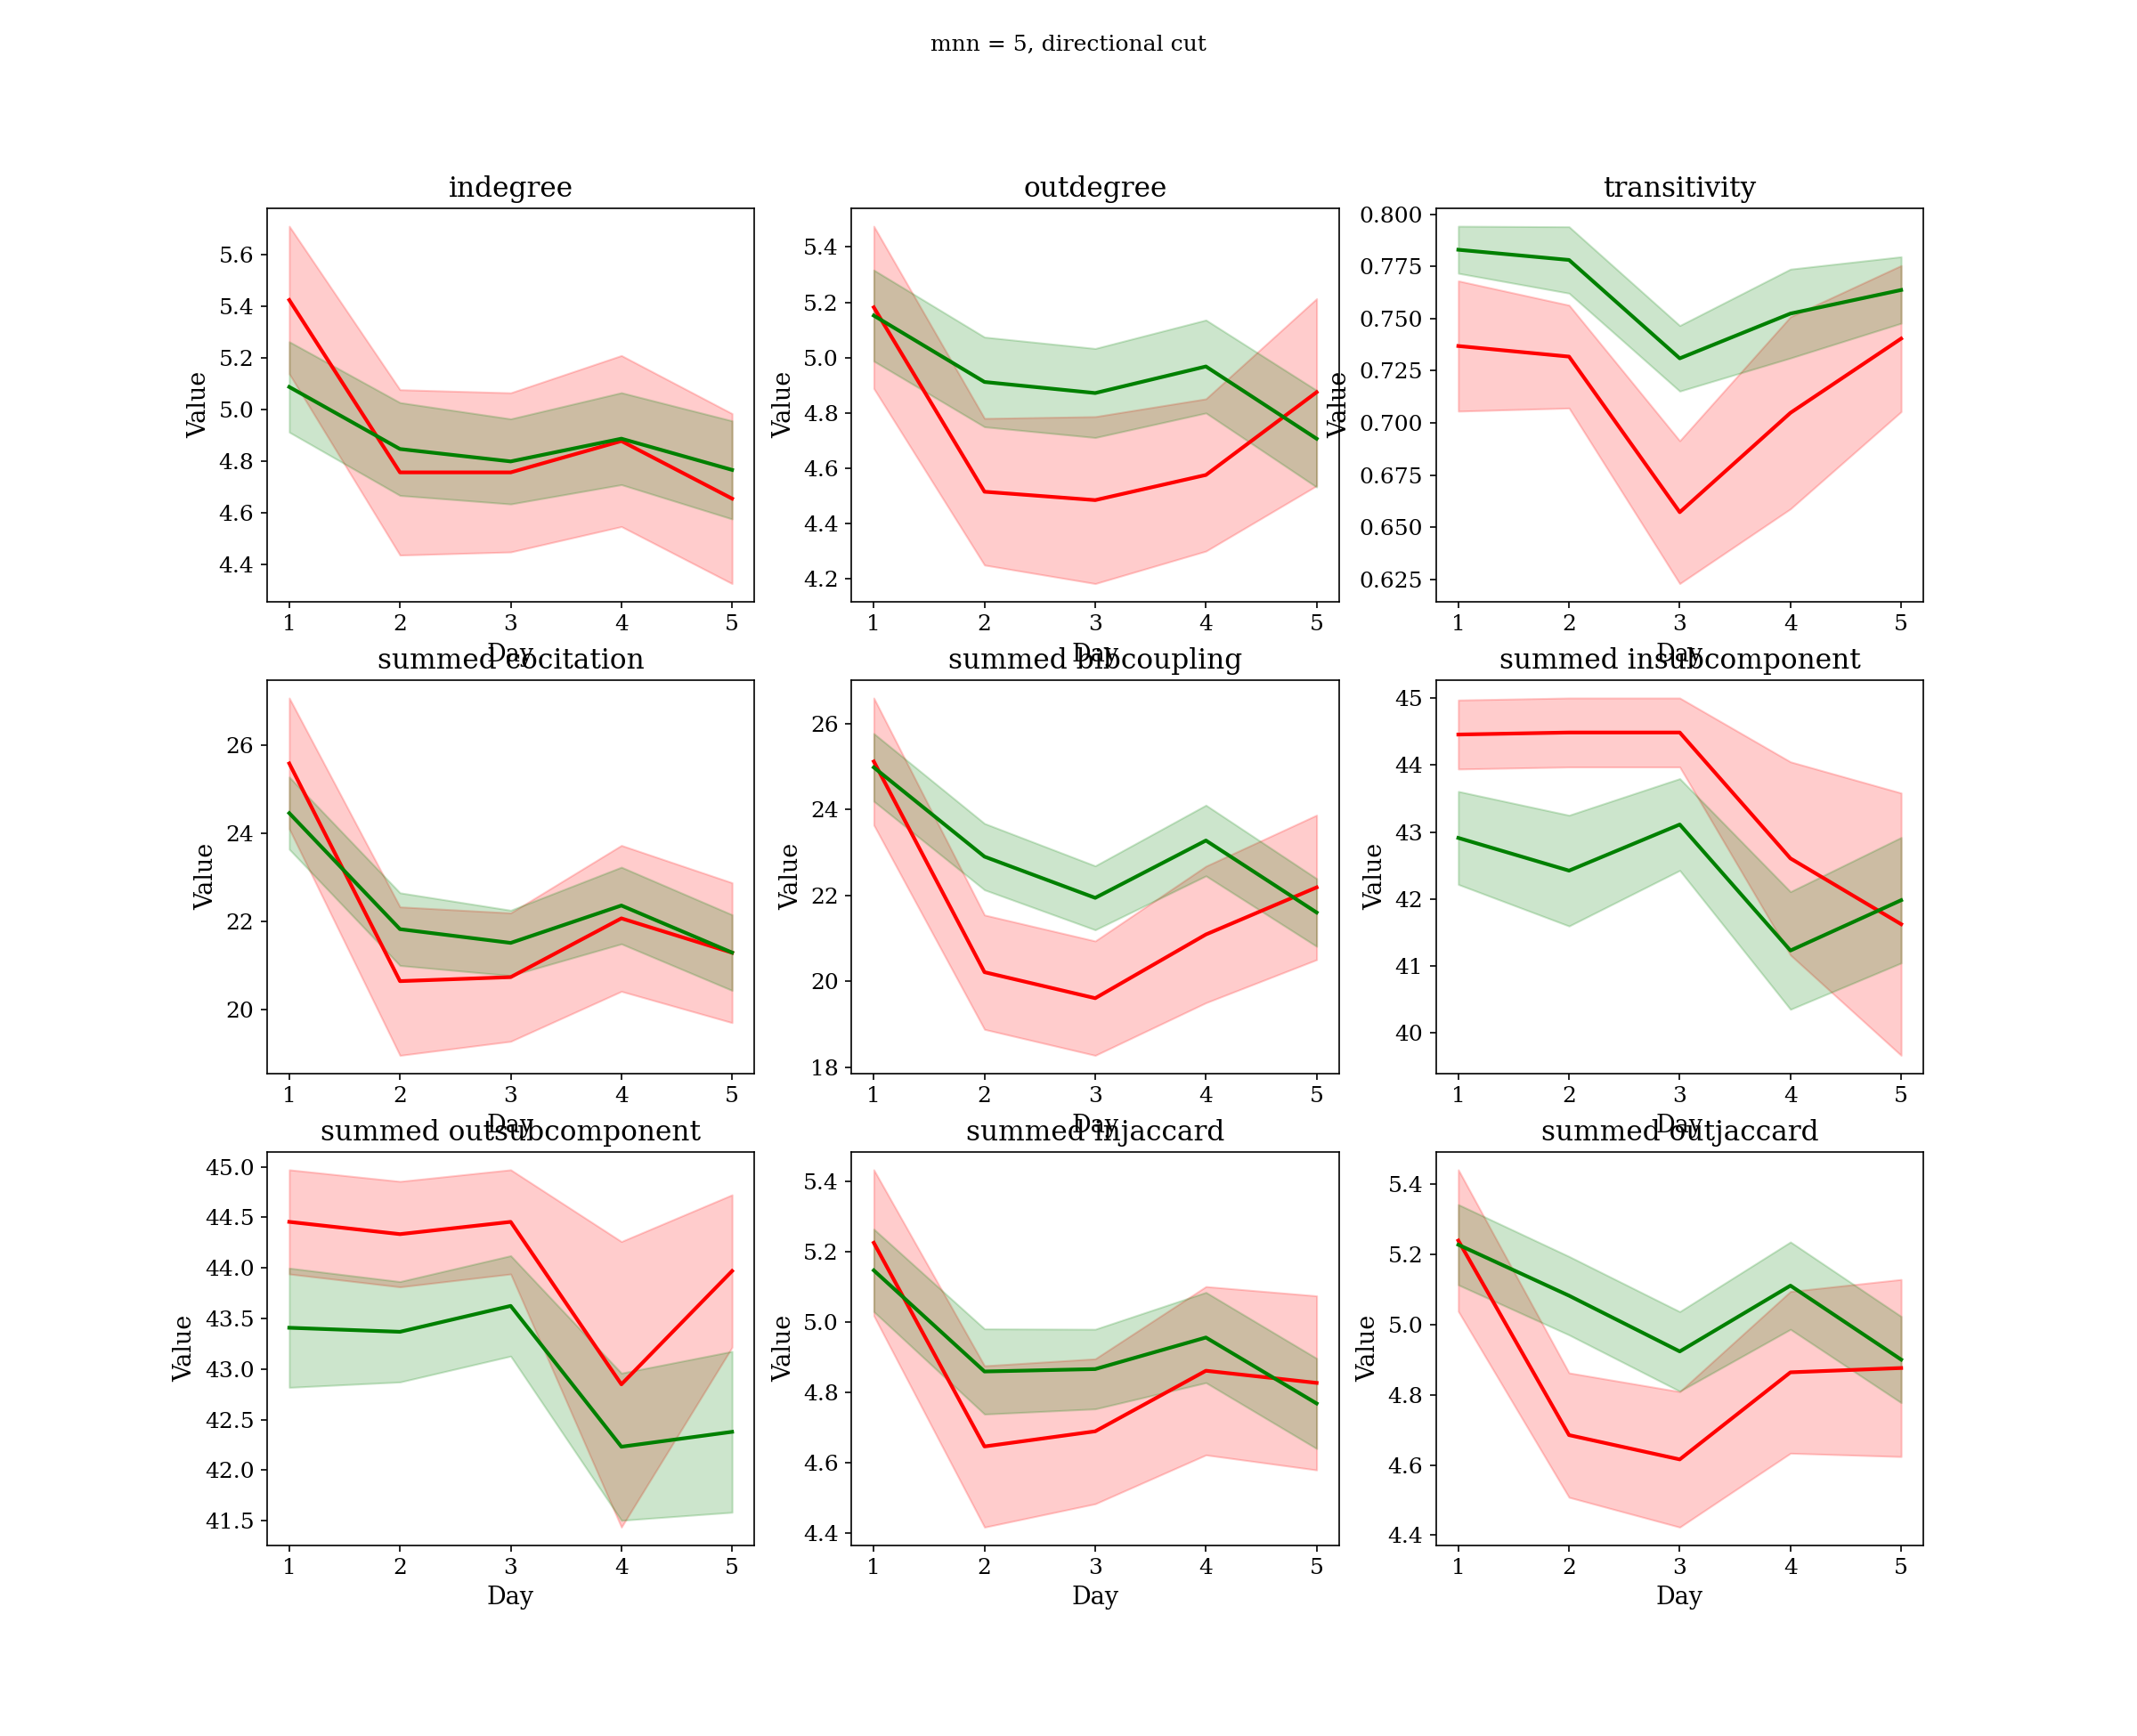 mnn = 5, directional cut
indegree
outdegree
transitivity
Value
5.6
5.4
5.2
5.0
4.8
4.6
4.4
1 2 3 4 5
Day
Value
5.4
5.2
5.0
4.8
4.6
4.4
4.2
1 2 3 4 5
Day
Value
0.800
0.775
0.750
0.725
0.700
0.675
0.650
0.625
1 2 3 4 5
Day
summed cocitation
summed bibcoupling
summed insubcomponent
Value
26
24
22
20
1 2 3 4 5
Day
Value
26
24
22
20
18
1 2 3 4 5
Day
Value
45
44
43
42
41
40
1 2 3 4 5
Day
summed outsubcomponent
summed injaccard
summed outjaccard
Value
45.0
44.5
44.0
43.5
43.0
42.5
42.0
41.5
1 2 3 4 5
Day
Value
5.4
5.2
5.0
4.8
4.6
4.4
1 2 3 4 5
Day
Value
5.4
5.2
5.0
4.8
4.6
4.4
1 2 3 4 5
Day